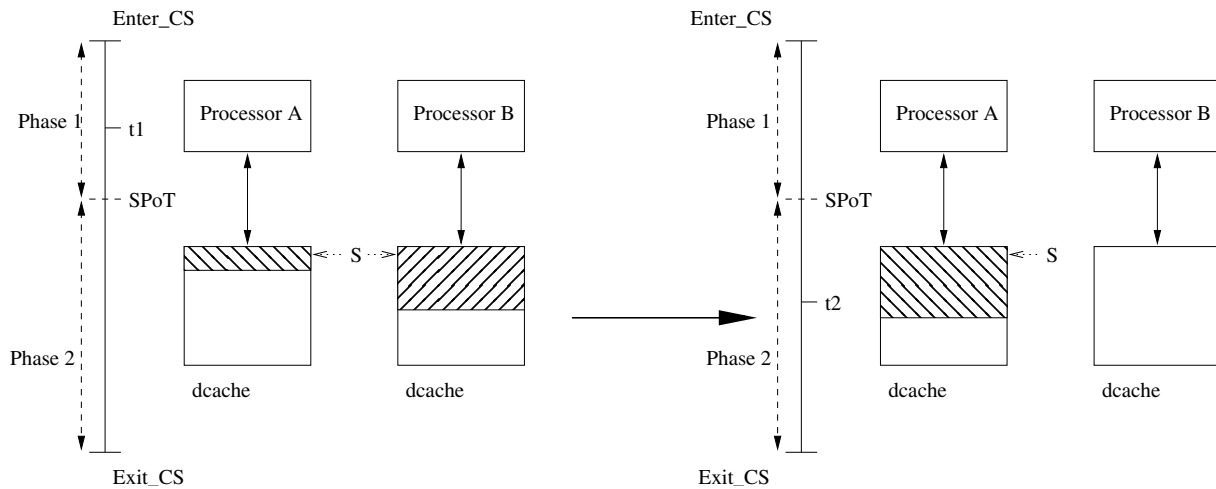 Enter_CS
Processor A
Processor B
Phase 1
t1
SPoT
S
Phase 2
dcache
dcache
Exit_CS
Enter_CS
Processor A
Processor B
Phase 1
SPoT
S
t2
Phase 2
dcache
dcache
Exit_CS